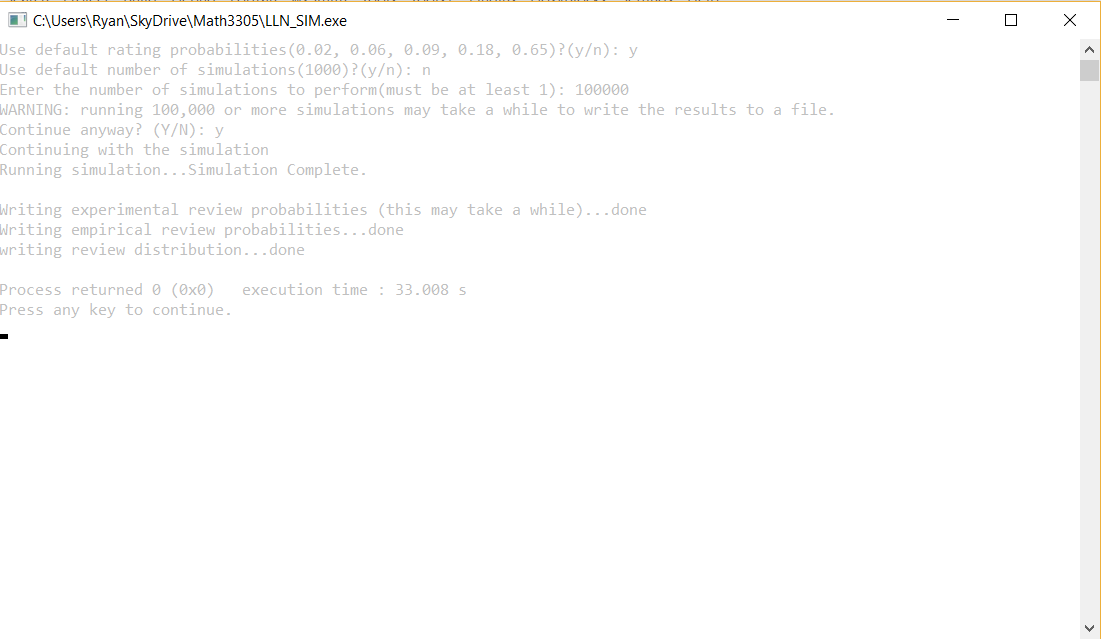 C:\Users\Ryan\SkyDrive\Math3305\LLN_SIM.exe
Use default rating probabilities(0.02, 0.06, 0.09, 0.18, 0.65)?(y/n): y
Use default number of simulations(1000)?(y/n): n
Enter the number of simulations to perform(must be at least 1): 100000
WARNING: running 100,000 or more simulations may take a while to write the results to a file.
Continue anyway? (Y/N): y
Continuing with the simulation
Running simulation...Simulation Complete.
Writing experimental review probabilities (this may take a while)...done
Writing empirical review probabilities...done
writing review distribution...done
Process returned 0 (0x0)   execution time : 33.008 s
Press any key to continue.